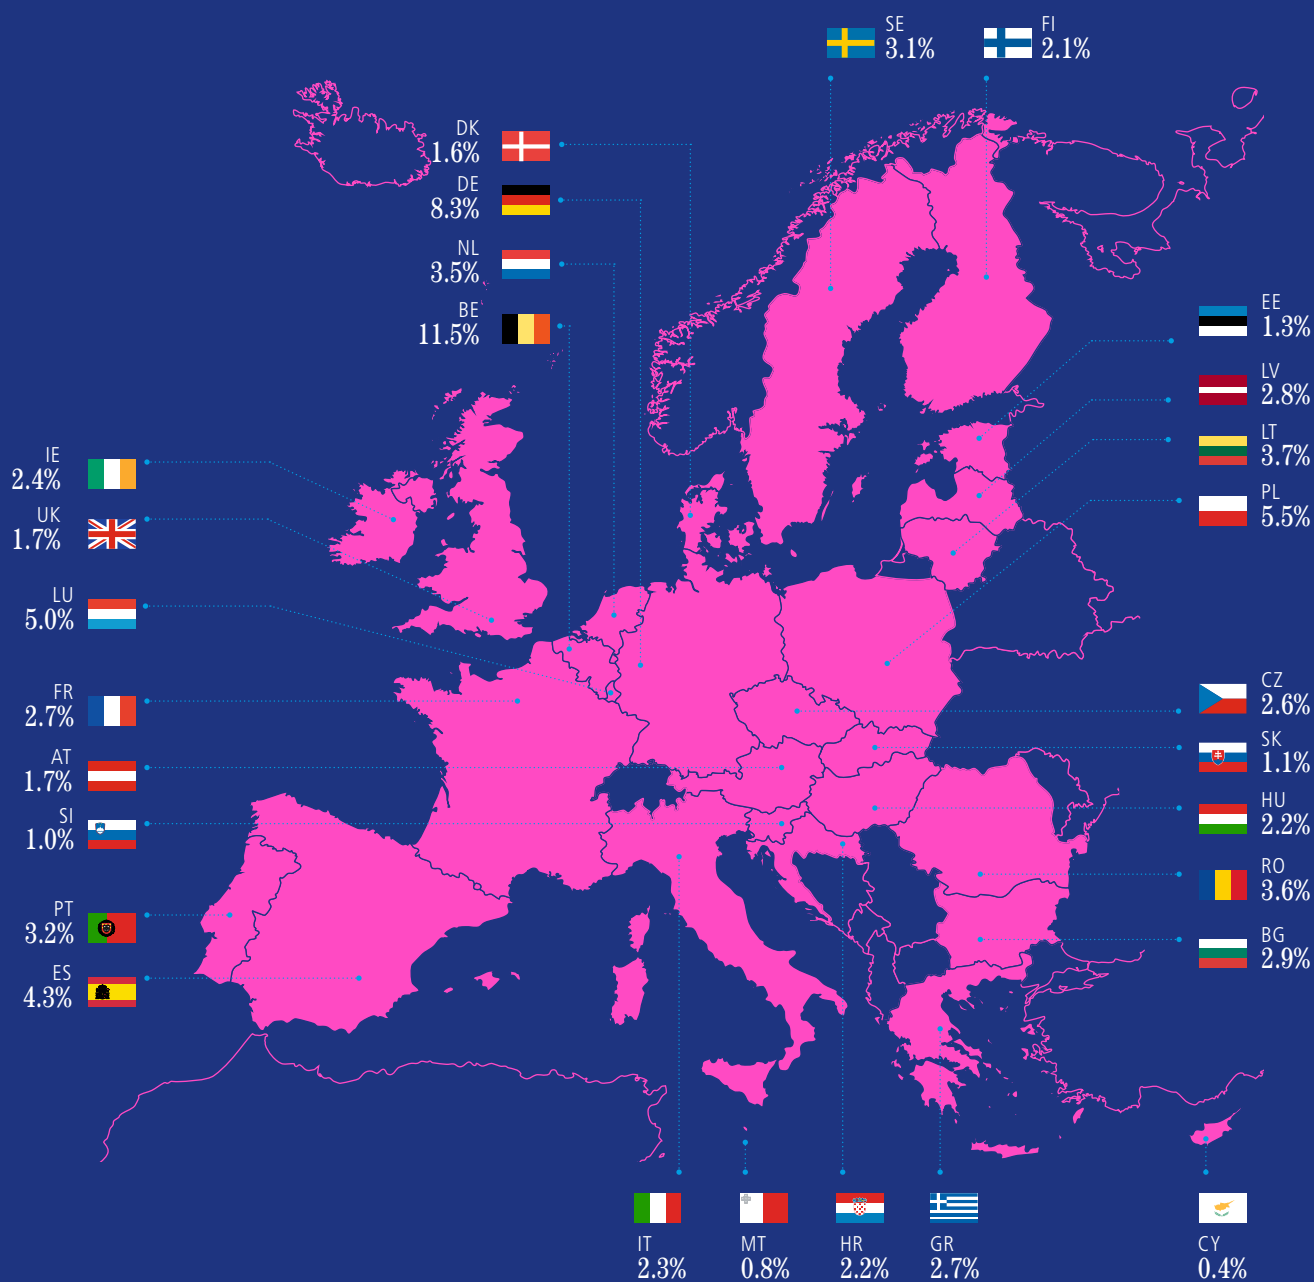 SE
3.1%
FI
2.1%
DK
1.6%
DE
8.3%
NL
3.5%
BE
11.5%
EE
1.3%
LV
2.8%
LT
3.7%
PL
5.5%
IE
2.4%
UK
1.7%
LU
5.0%
FR
2.7%
AT
1.7%
SI
1.0%
PT
3.2%
ES
4.3%
CZ
2.6%
SK
1.1%
HU
2.2%
RO
3.6%
BG
2.9%
IT
2.3%
MT
0.8%
HR
2.2%
GR
2.7%
CY
0.4%